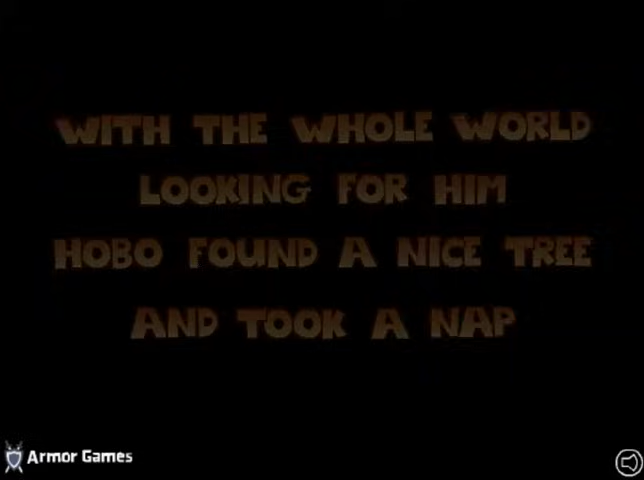 WITH THE WHOLE WORLD
LOOKING FOR HIM
HOBO FOUND A NICE TREE
AND TOOK A NAP
Armor Games